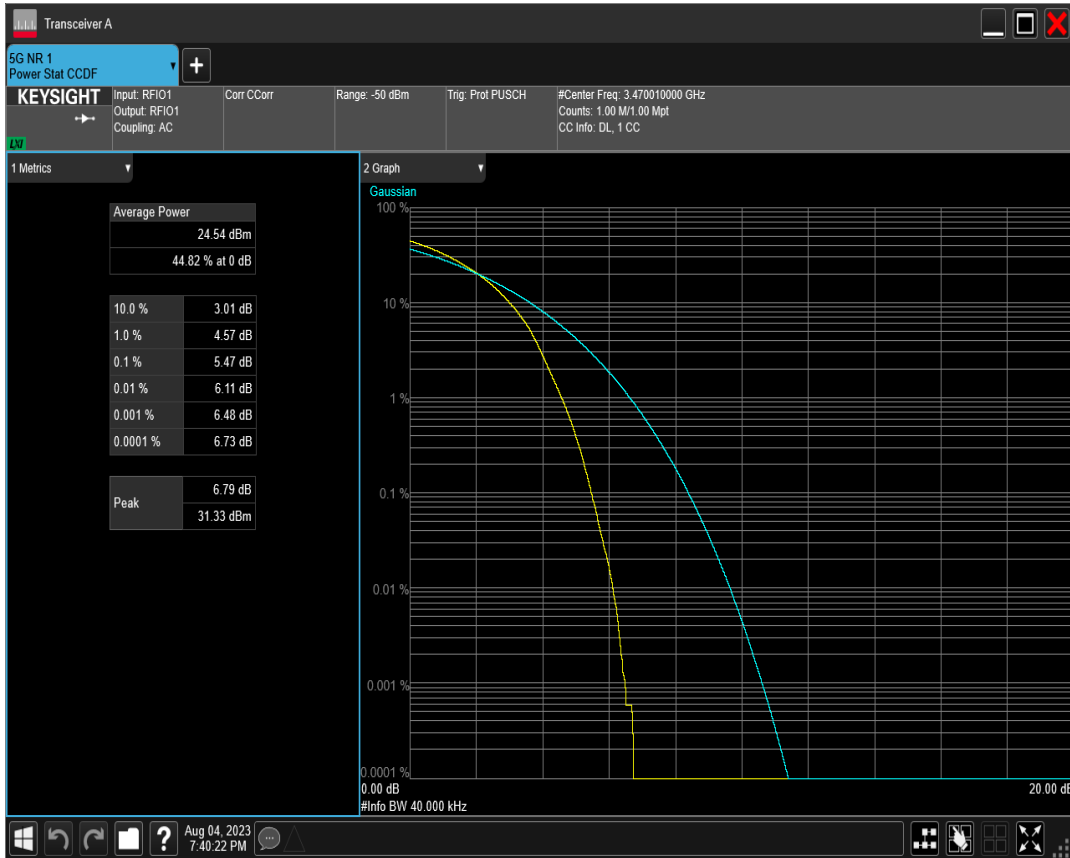 Transceiver A
5G NR 1
Power Stat CCDF
KEYSIGHT
LXI
Input: RFIO1
Output: RFIO1
Coupling: AC
Corr CCorr
Range: -50 dBm
Trig: Prot PUSCH
#Center Freq: 3.470010000 GHz
Counts: 1.00 M/1.00 Mpt
CC Info: DL, 1 CC
1 Metrics
Average Power
24.54 dBm
44.82 % at 0 dB
10.0 % 3.01 dB
1.0 % 4.57 dB
0.1 % 5.47 dB
0.01 % 6.11 dB
0.001 % 6.48 dB
0.0001 % 6.73 dB
Peak
6.79 dB
31.33 dBm
2 Graph
Gaussian
100 %
10 %
1 %
0.1 %
0.01 %
0.001 %
0.0001 %
0.00 dB 20.00 dB
#Info BW 40.000 kHz
?
Aug 04, 2023
7:40:22 PM